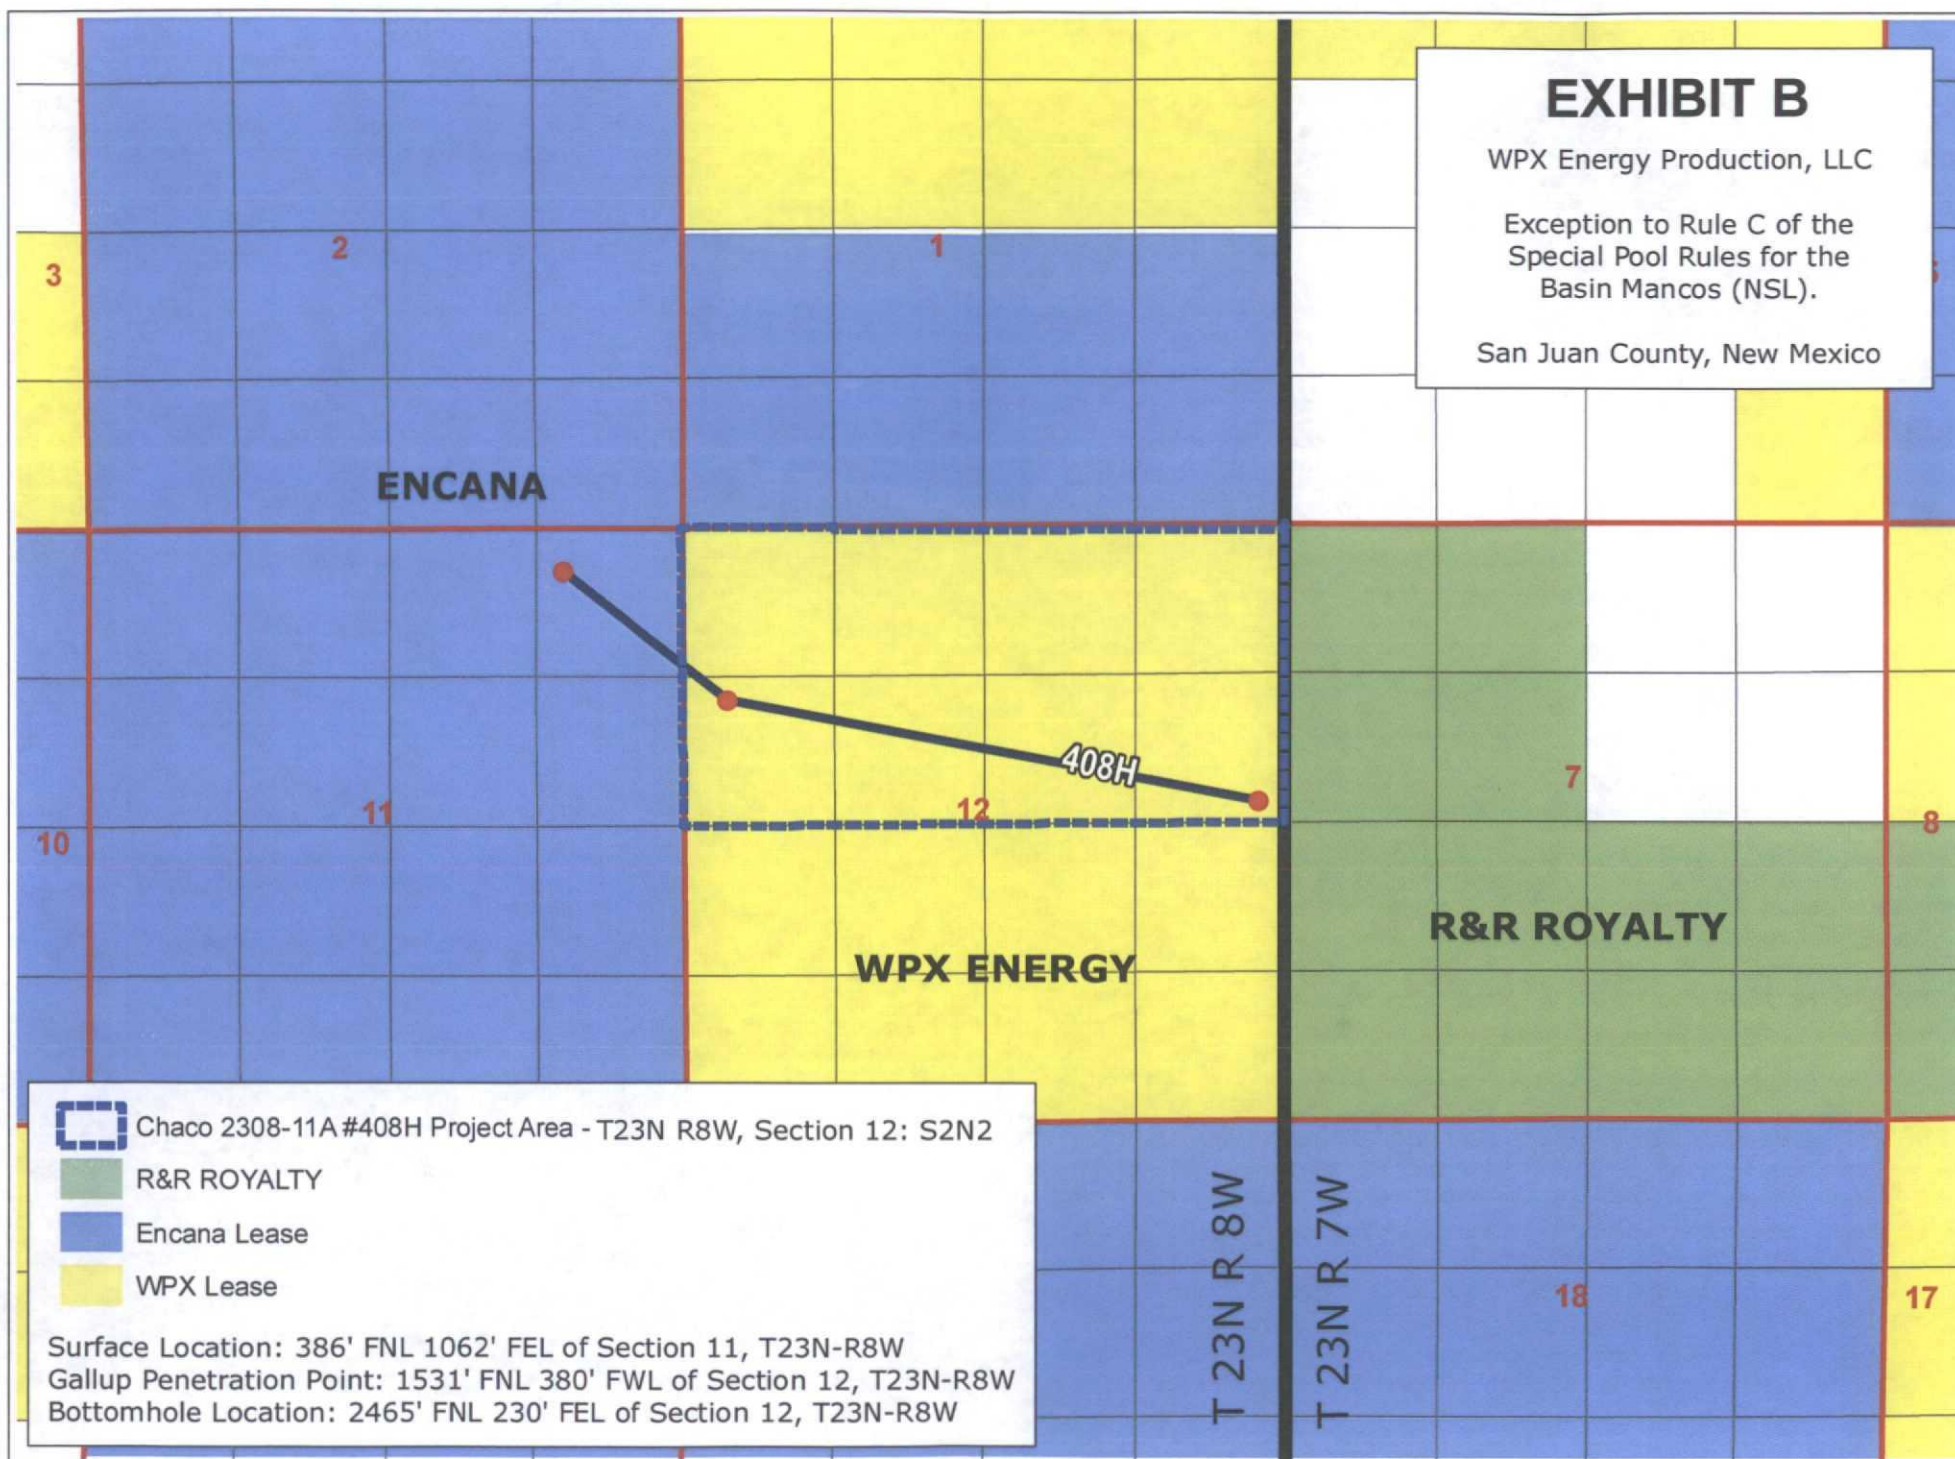 EXHIBIT B
WPX Energy Production, LLC
Exception to Rule C of the
Special Pool Rules for the
Basin Mancos (NSL).
San Juan County, New Mexico
2
1
3
ENCANA
408H
7
11
12
10
8
R&R ROYALTY
WPX ENERGY
Chaco 2308-11A #408H Project Area - T23N R8W, Section 12: S2N2
R&R ROYALTY
Encana Lease
WPX Lease
T 23N R 8W
T 23N R 7W
18
17
Surface Location: 386' FNL 1062' FEL of Section 11, T23N-R8W
Gallup Penetration Point: 1531' FNL 380' FWL of Section 12, T23N-R8W
Bottomhole Location: 2465' FNL 230' FEL of Section 12, T23N-R8W